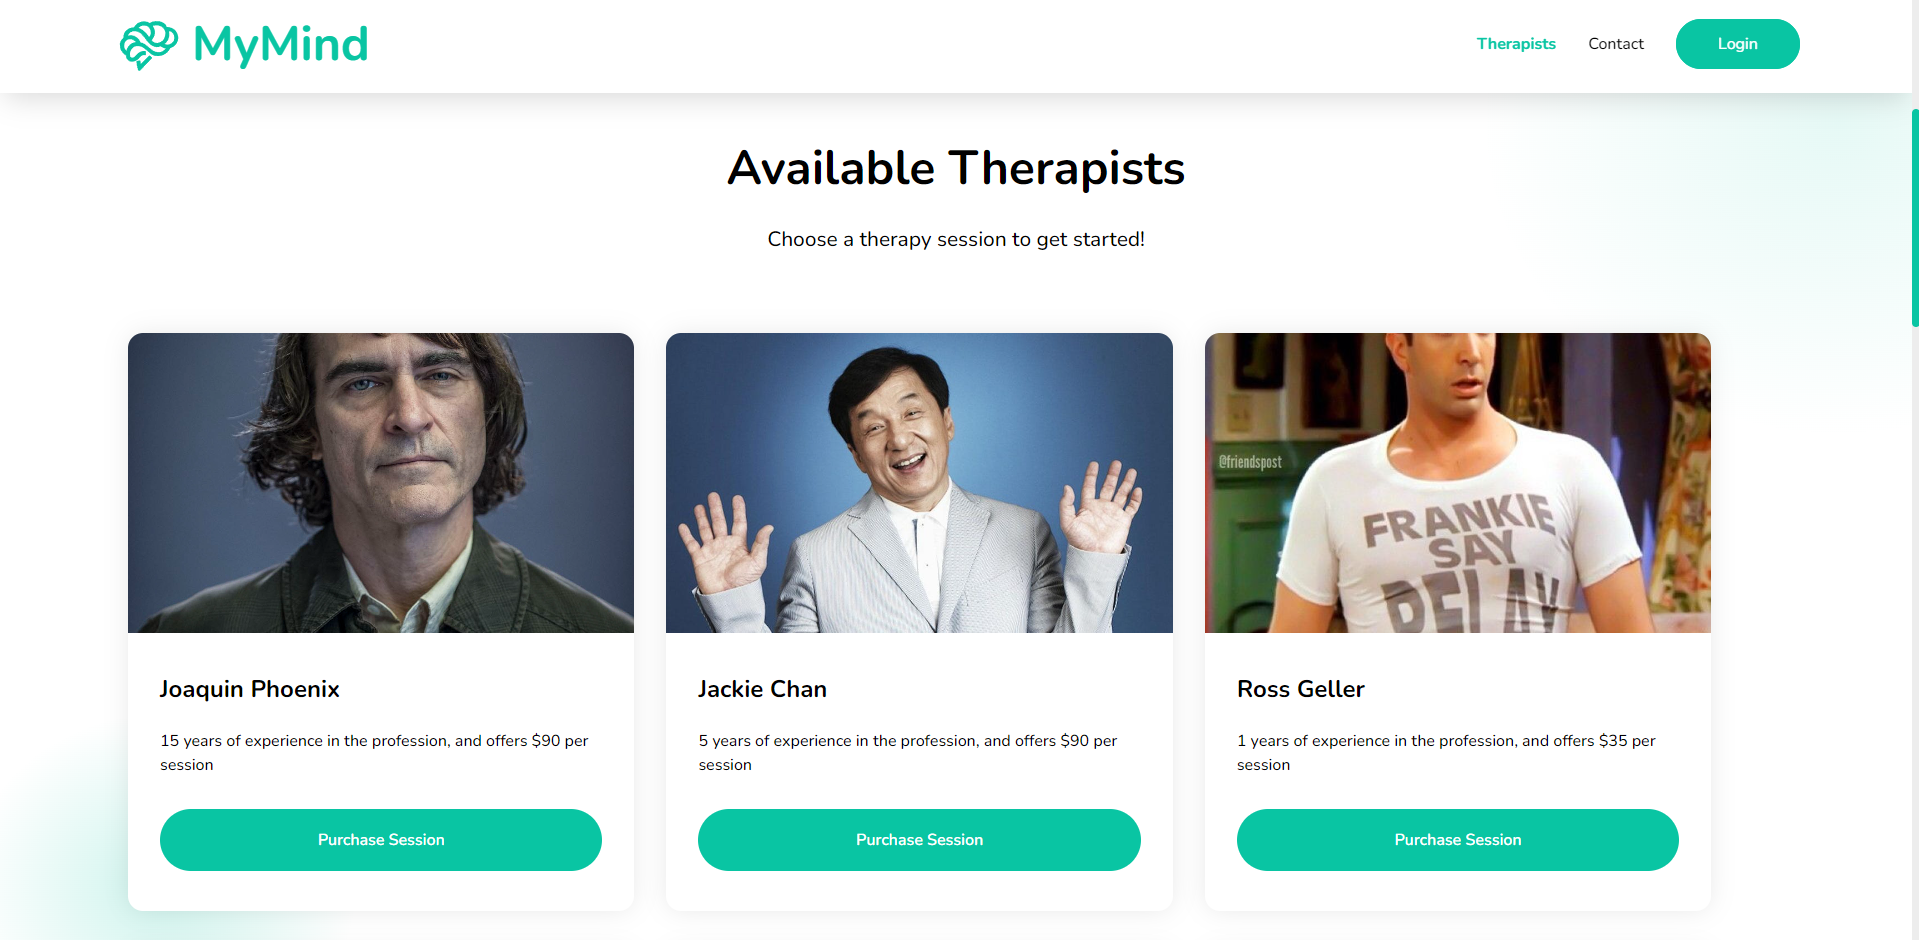 MyMind
Therapists
Contact
Login
Available Therapists
Choose a therapy session to get started!
@friendspost
FRANKIE
SAY
RELAX
Joaquin Phoenix
15 years of experience in the profession, and offers $90 per
session
Purchase Session
Jackie Chan
5 years of experience in the profession, and offers $90 per
session
Purchase Session
Ross Geller
1 years of experience in the profession, and offers $35 per
session
Purchase Session